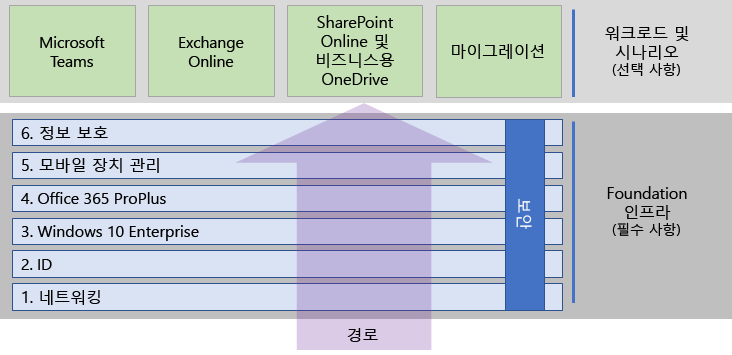 Microsoft
Teams
Exchange
Online
SharePoint
Online 및
비즈니스용
OneDrive
마이그레이션
워크로드 및
시나리오
(선택 사항)
6. 정보 보호
5. 모바일 장치 관리
4. Office 365 ProPlus
3. Windows 10 Enterprise
2. ID
1. 네트워킹
보안
Foundation
인프라
(필수 사항)
경로